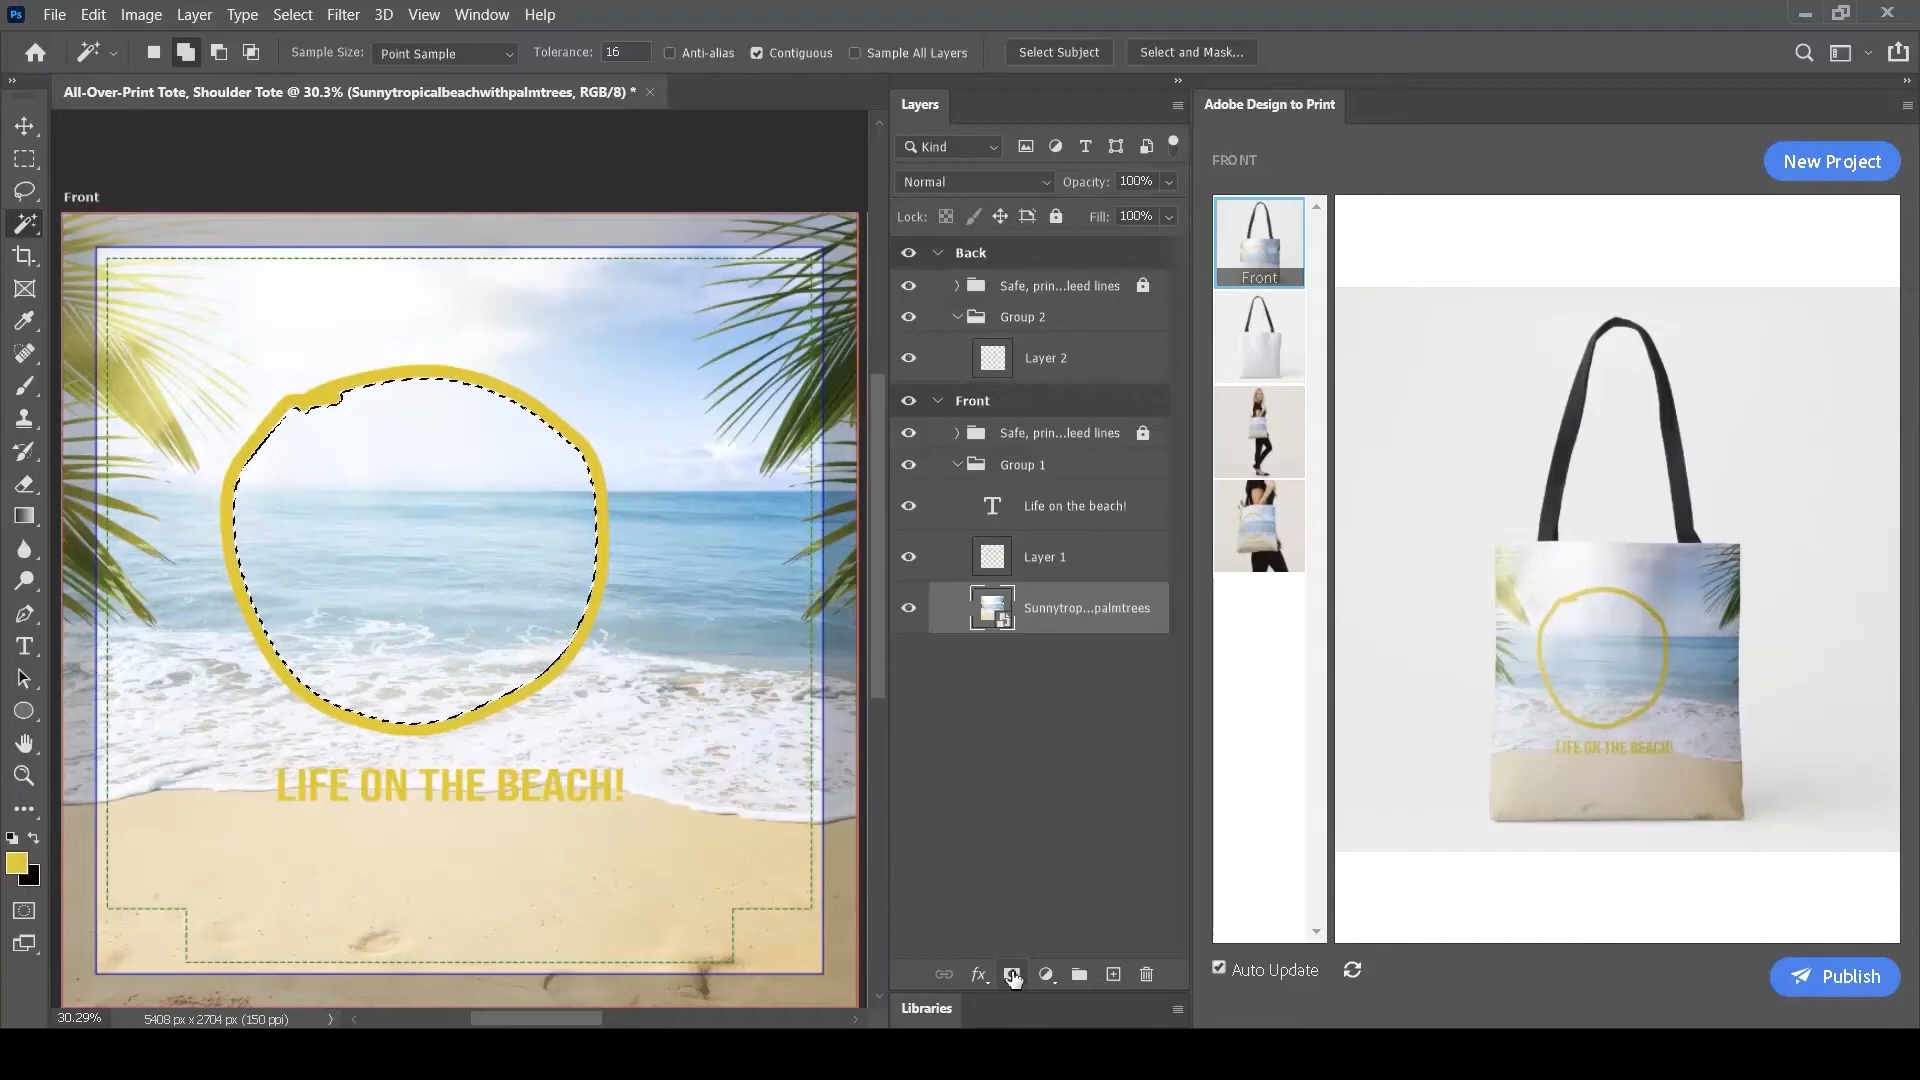 Ps File Edit Image Layer Type Select Filter 3D View Window Help
Sample Size: Point Sample Tolerance: 16 Anti-alias Contiguous Sample All Layers Select Subject Select and Mask...
All-Over-Print Tote, Shoulder Tote @ 30.3% (Sunnytropicalbeachwithpalmtrees, RGB/8) *
Front
LIFE ON THE BEACH!
30.29% 5408 px x 2704 px (150 ppi)
Layers
Kind
Normal Opacity: 100%
Lock: Fill: 100%
Back
Safe, prin...leed lines
Group 2
Layer 2
Front
Safe, prin...leed lines
Group 1
Life on the beach!
Layer 1
Sunnytrop...palmtrees
fx
Libraries
Adobe Design to Print
FRONT
New Project
Front
LIFE ON THE BEACH!
Auto Update
Publish